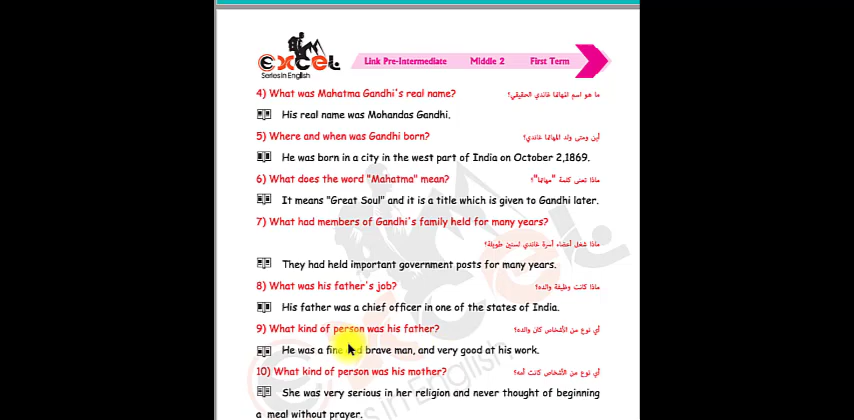 excel
Series in English
Link Pre-Intermediate Middle 2 First Term
4) What was Mahatma Gandhi's real name? ما هو اسم المهاتما غاندي الحقيقي؟
His real name was Mohandas Gandhi.
5) Where and when was Gandhi born? أين ومتى ولد المهاتما غاندي؟
He was born in a city in the west part of India on October 2,1869.
6) What does the word "Mahatma" mean? ماذا تعنى كلمة "مهاتما"؟
It means "Great Soul" and it is a title which is given to Gandhi later.
7) What had members of Gandhi's family held for many years?
ماذا شغل أعضاء أسرة غاندي لسنين طويلة؟
They had held important government posts for many years.
8) What was his father's job? ماذا كانت وظيفة والده؟
His father was a chief officer in one of the states of India.
9) What kind of person was his father? أي نوع من الأشخاص كان والده؟
He was a fine and brave man, and very good at his work.
10) What kind of person was his mother? أي نوع من الأشخاص كانت أمه؟
She was very serious in her religion and never thought of beginning
a meal without prayer.